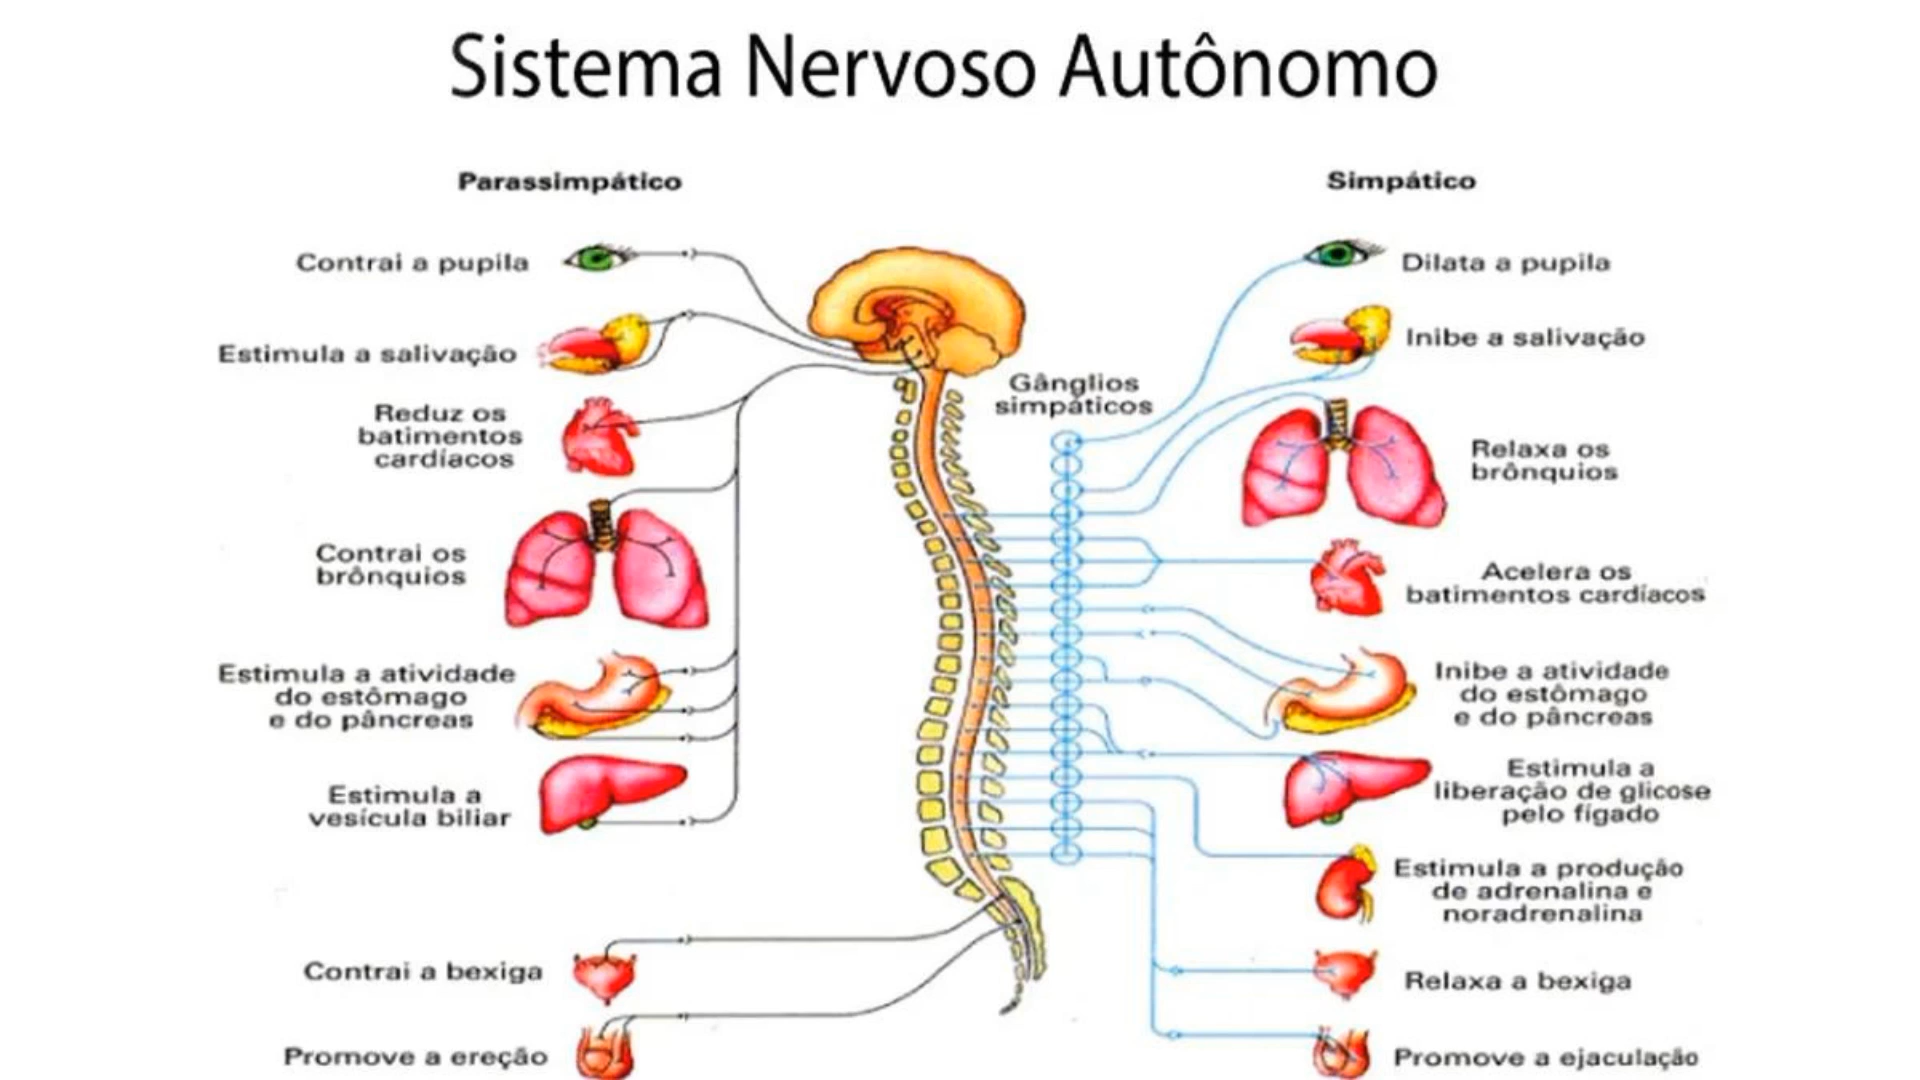 Sistema Nervoso Autônomo
Parassimpático
Contrai a pupila
Estimula a salivação
Reduz os
batimentos
cardíacos
Contrai os
brônquios
Estimula a atividade
do estômago
e do pâncreas
Estimula a
vesícula biliar
Contrai a bexiga
Promove a ereção
Gânglios
simpáticos
Simpático
Dilata a pupila
Inibe a salivação
Relaxa os
brônquios
Acelera os
batimentos cardíacos
Inibe a atividade
do estômago
e do pâncreas
Estimula a
liberação de glicose
pelo fígado
Estimula a produção
de adrenalina e
noradrenalina
Relaxa a bexiga
Promove a ejaculação